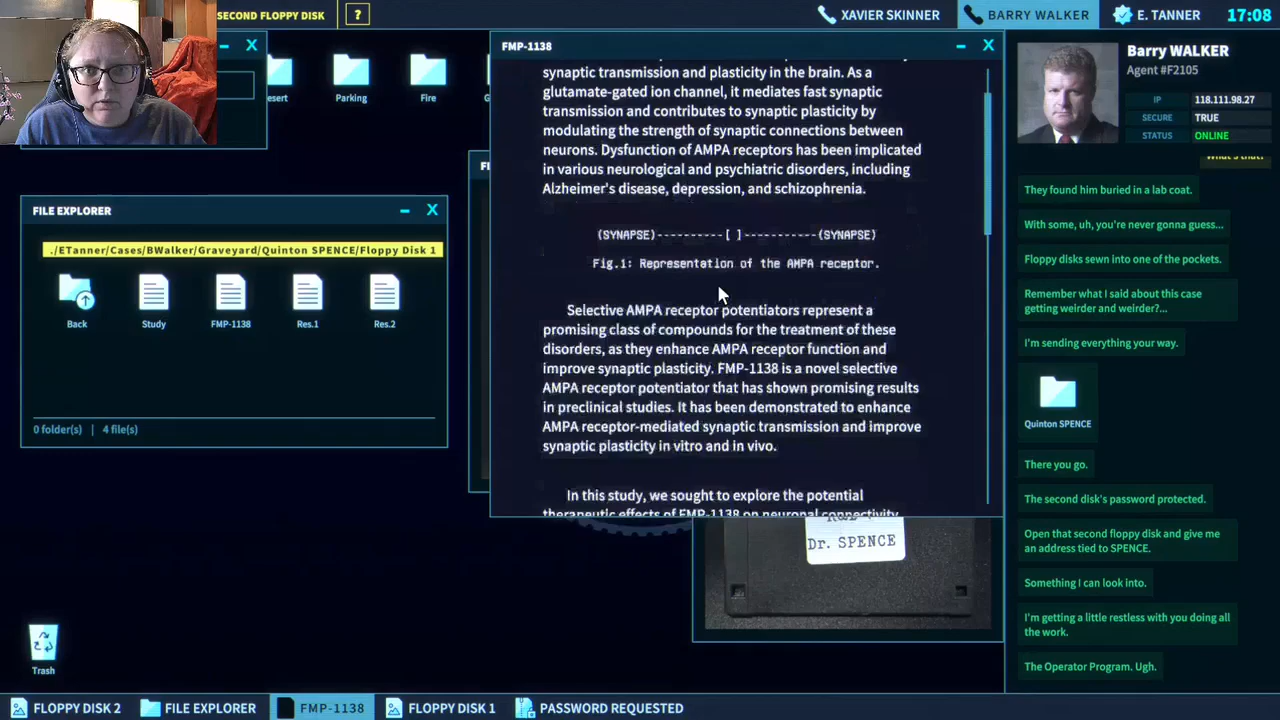 SECOND FLOPPY DISK
?
XAVIER SKINNER
BARRY WALKER
E. TANNER
17:08
esert
Parking
Fire
FILE EXPLORER
./ETanner/Cases/BWalker/Graveyard/Quinton SPENCE/Floppy Disk 1
Back
Study
FMP-1138
Res.1
Res.2
0 folder(s) | 4 file(s)
FMP-1138
synaptic transmission and plasticity in the brain. As a
glutamate-gated ion channel, it mediates fast synaptic
transmission and contributes to synaptic plasticity by
modulating the strength of synaptic connections between
neurons. Dysfunction of AMPA receptors has been implicated
in various neurological and psychiatric disorders, including
Alzheimer's disease, depression, and schizophrenia.
(SYNAPSE)----------[ ]----------(SYNAPSE)
Fig.1: Representation of the AMPA receptor.
Selective AMPA receptor potentiators represent a
promising class of compounds for the treatment of these
disorders, as they enhance AMPA receptor function and
improve synaptic plasticity. FMP-1138 is a novel selective
AMPA receptor potentiator that has shown promising results
in preclinical studies. It has been demonstrated to enhance
AMPA receptor-mediated synaptic transmission and improve
synaptic plasticity in vitro and in vivo.
In this study, we sought to explore the potential
therapeutic effects of FMP-1138 on neuronal connectivity
Dr. SPENCE
Barry WALKER
Agent #F2105
IP 118.111.98.27
SECURE TRUE
STATUS ONLINE
What's that?
They found him buried in a lab coat.
With some, uh, you're never gonna guess...
Floppy disks sewn into one of the pockets.
Remember what I said about this case
getting weirder and weirder?...
I'm sending everything your way.
Quinton SPENCE
There you go.
The second disk's password protected.
Open that second floppy disk and give me
an address tied to SPENCE.
Something I can look into.
I'm getting a little restless with you doing all
the work.
The Operator Program. Ugh.
Trash
FLOPPY DISK 2
FILE EXPLORER
FMP-1138
FLOPPY DISK 1
PASSWORD REQUESTED